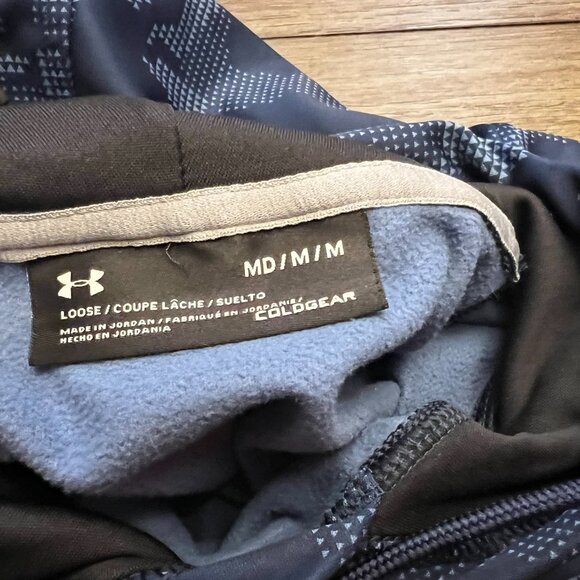 MD / M / M
LOOSE / COUPE LÂCHE / SUELTO
MADE IN JORDAN / FABRIQUÉ EN JORDANIE /
HECHO EN JORDANIA
COLDGEAR